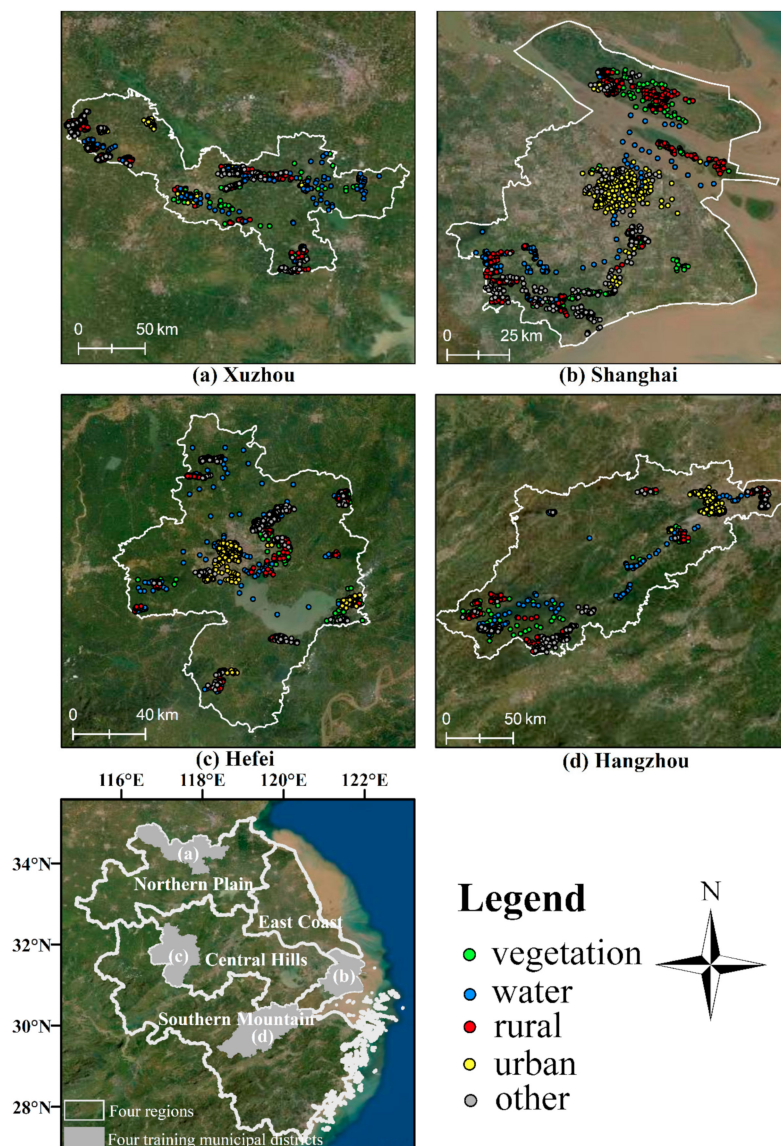 0 50 km
(a) Xuzhou
0 25 km
(b) Shanghai
0 40 km
(c) Hefei
0 50 km
(d) Hangzhou
116°E 118°E 120°E 122°E
34°N
32°N
30°N
28°N
(a)
Northern Plain
East Coast
(c)
Central Hills
(b)
Southern Mountain
(d)
Four regions
Four training municipal districts
Legend
vegetation
water
rural
urban
other
N